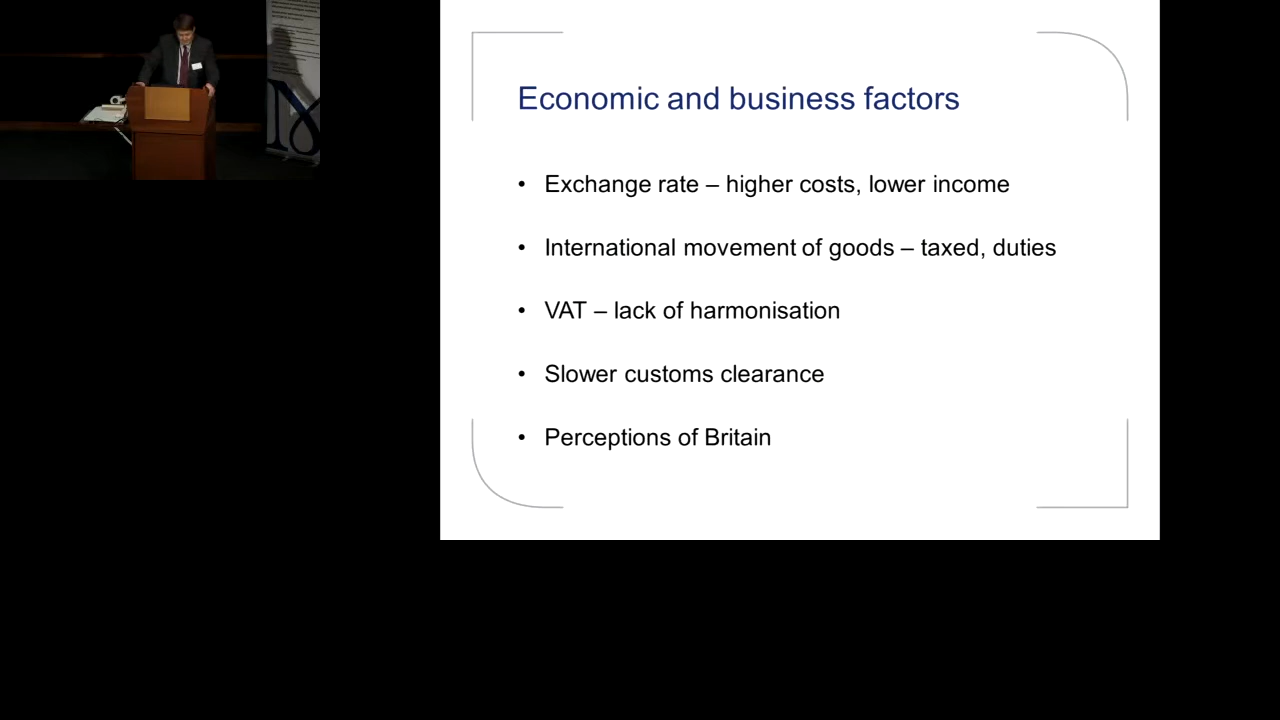 Economic and business factors
• Exchange rate – higher costs, lower income
• International movement of goods – taxed, duties
• VAT – lack of harmonisation
• Slower customs clearance
• Perceptions of Britain